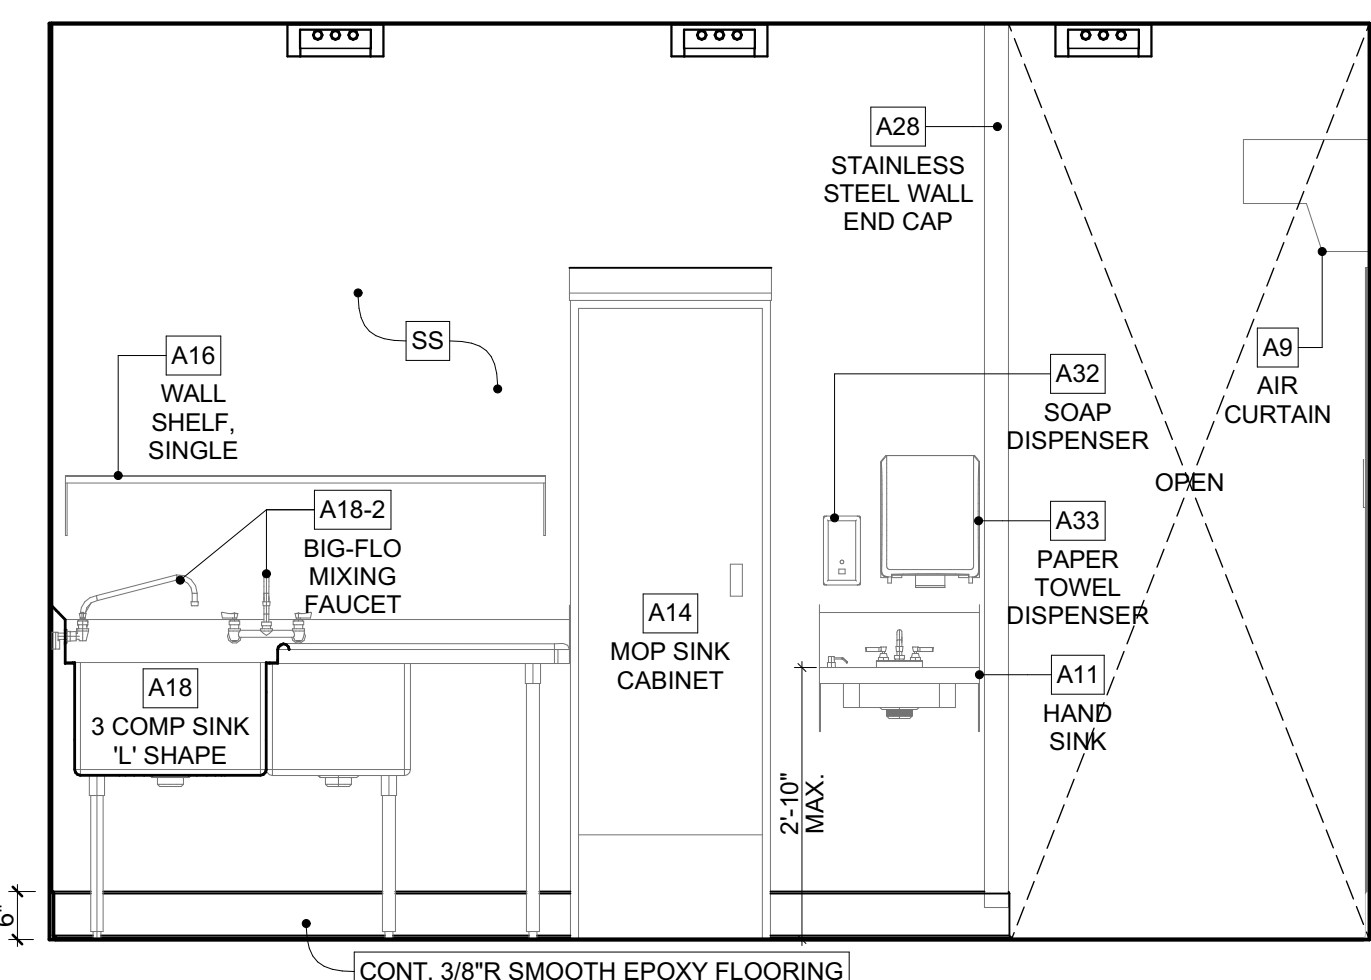 A28
STAINLESS
STEEL WALL
END CAP
SS
A16
WALL
SHELF,
SINGLE
A9
AIR
CURTAIN
A32
SOAP
DISPENSER
OPEN
A18-2
BIG-FLO
MIXING
FAUCET
A33
PAPER
TOWEL
DISPENSER
A14
MOP SINK
CABINET
A18
3 COMP SINK
'L' SHAPE
A11
HAND
SINK
2'-10"
MAX.
6"
CONT. 3/8"R SMOOTH EPOXY FLOORING